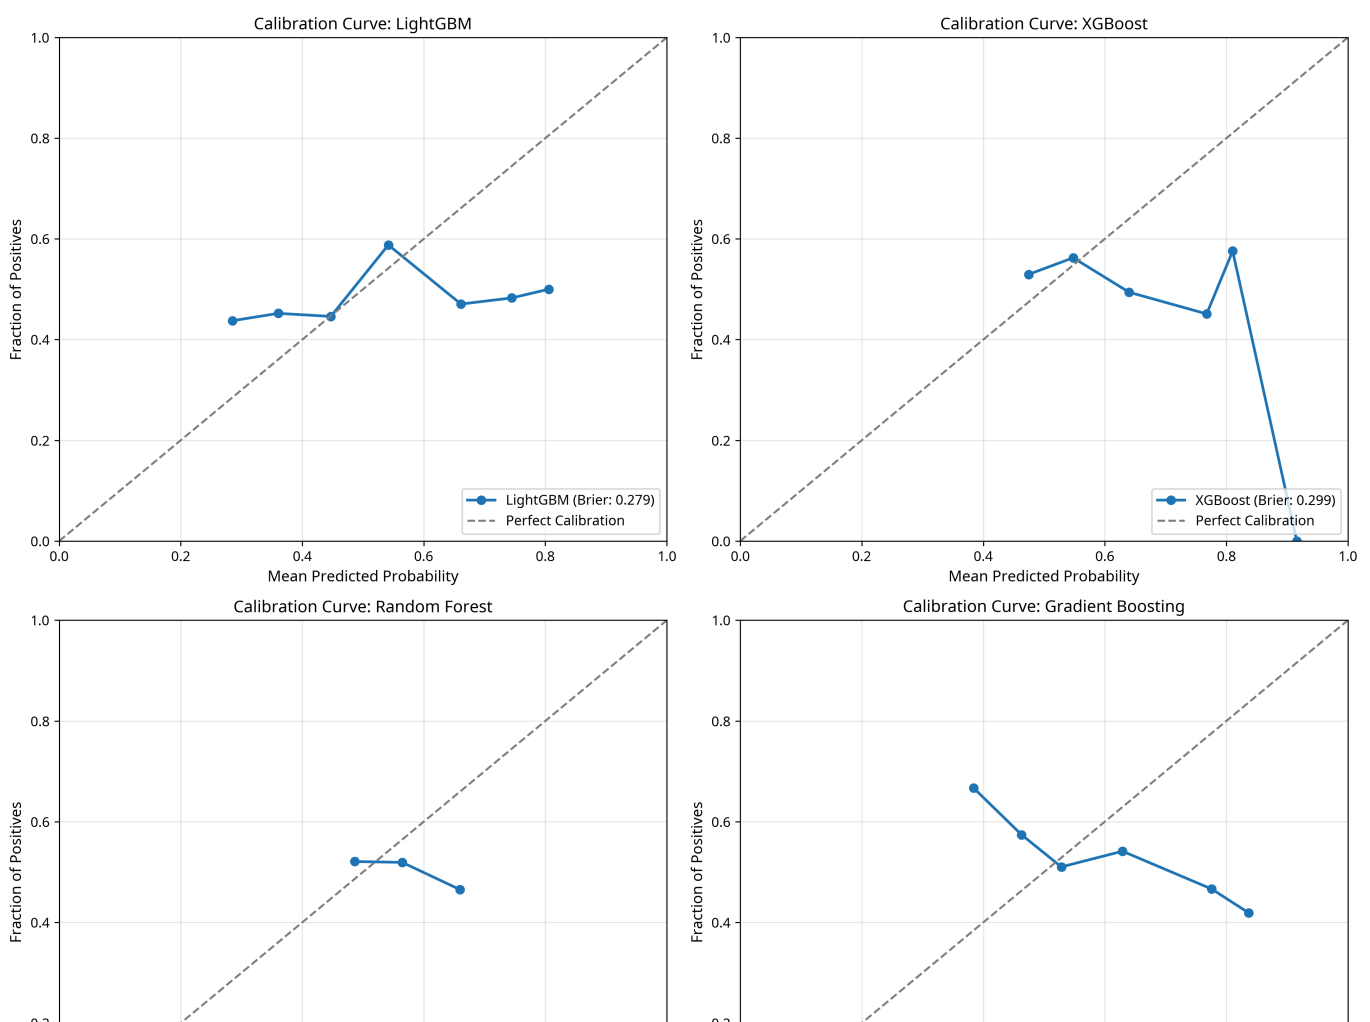 Calibration Curve: LightGBM
1.0
0.8
0.6
0.4
0.2
0.0
Fraction of Positives
LightGBM (Brier: 0.279)
Perfect Calibration
0.0 0.2 0.4 0.6 0.8 1.0
Mean Predicted Probability
Calibration Curve: XGBoost
1.0
0.8
0.6
0.4
0.2
0.0
Fraction of Positives
XGBoost (Brier: 0.299)
Perfect Calibration
0.0 0.2 0.4 0.6 0.8 1.0
Mean Predicted Probability
Calibration Curve: Random Forest
1.0
0.8
0.6
0.4
Fraction of Positives
Calibration Curve: Gradient Boosting
1.0
0.8
0.6
0.4
Fraction of Positives